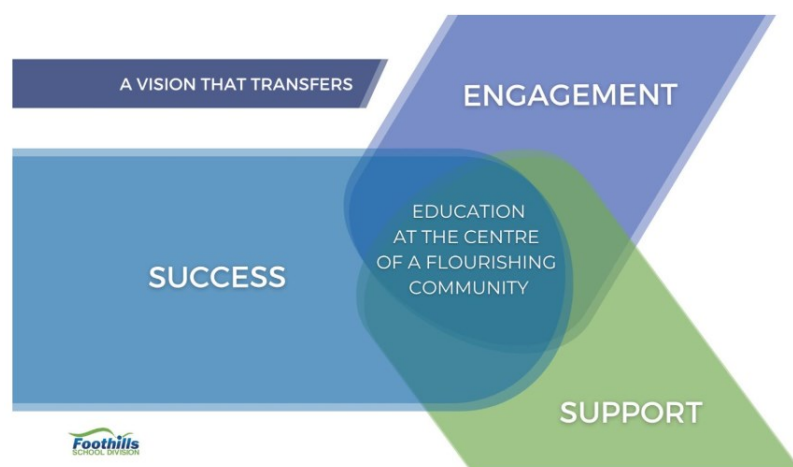 A VISION THAT TRANSFERS
ENGAGEMENT
EDUCATION
AT THE CENTRE
OF A FLOURISHING
COMMUNITY
SUCCESS
SUPPORT
Foothills
SCHOOL DIVISION